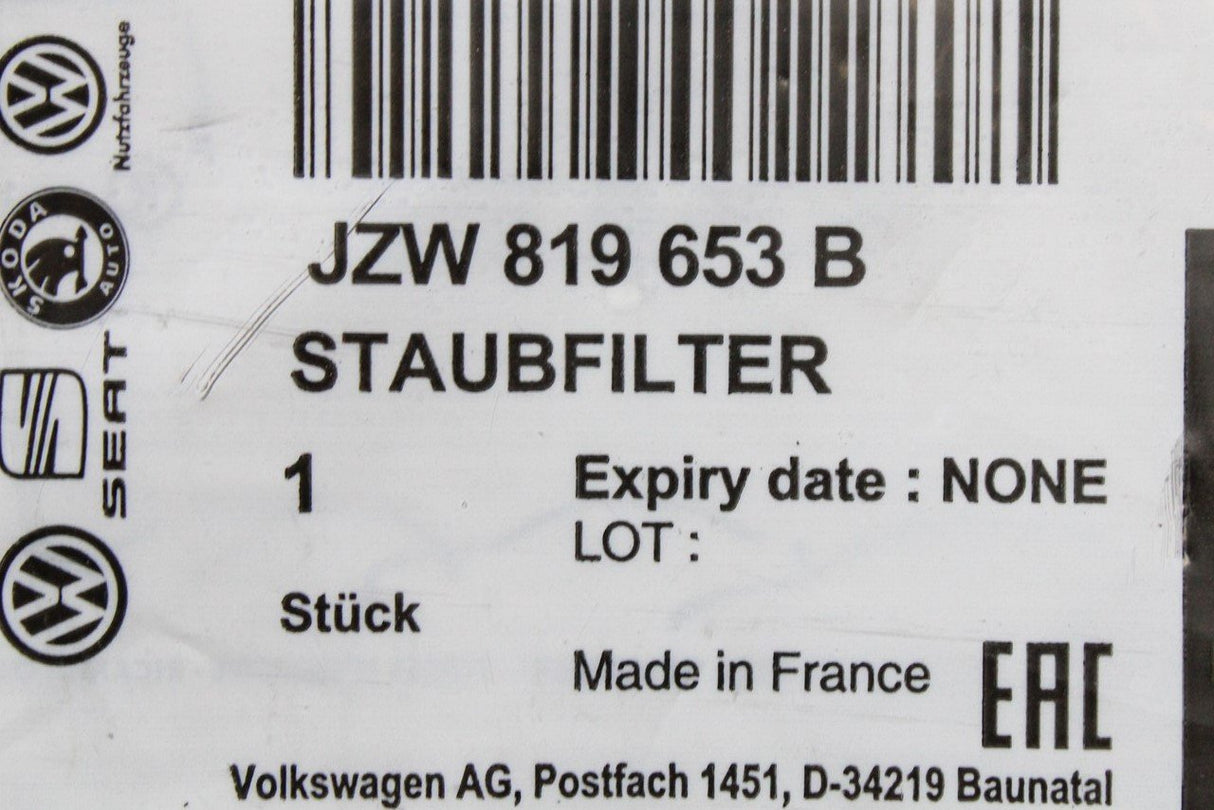 Nutzfahrzeuge
SKODA
AUTO
SEAT
JZW 819 653 B
STAUBFILTER
1
Expiry date : NONE
LOT :
Stück
Made in France
EAC
Volkswagen AG, Postfach 1451, D-34219 Baunatal